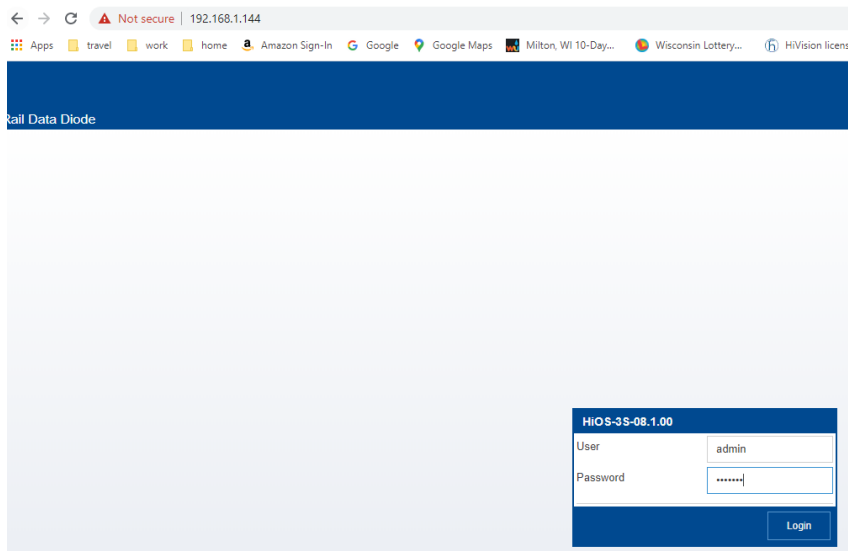 Not secure 192.168.1.144
Apps travel work home Amazon Sign-In Google Google Maps Milton, WI 10-Day... Wisconsin Lottery... HiVision licens
Rail Data Diode
HiOS-3S-08.1.00
User admin
Password •••••••
Login